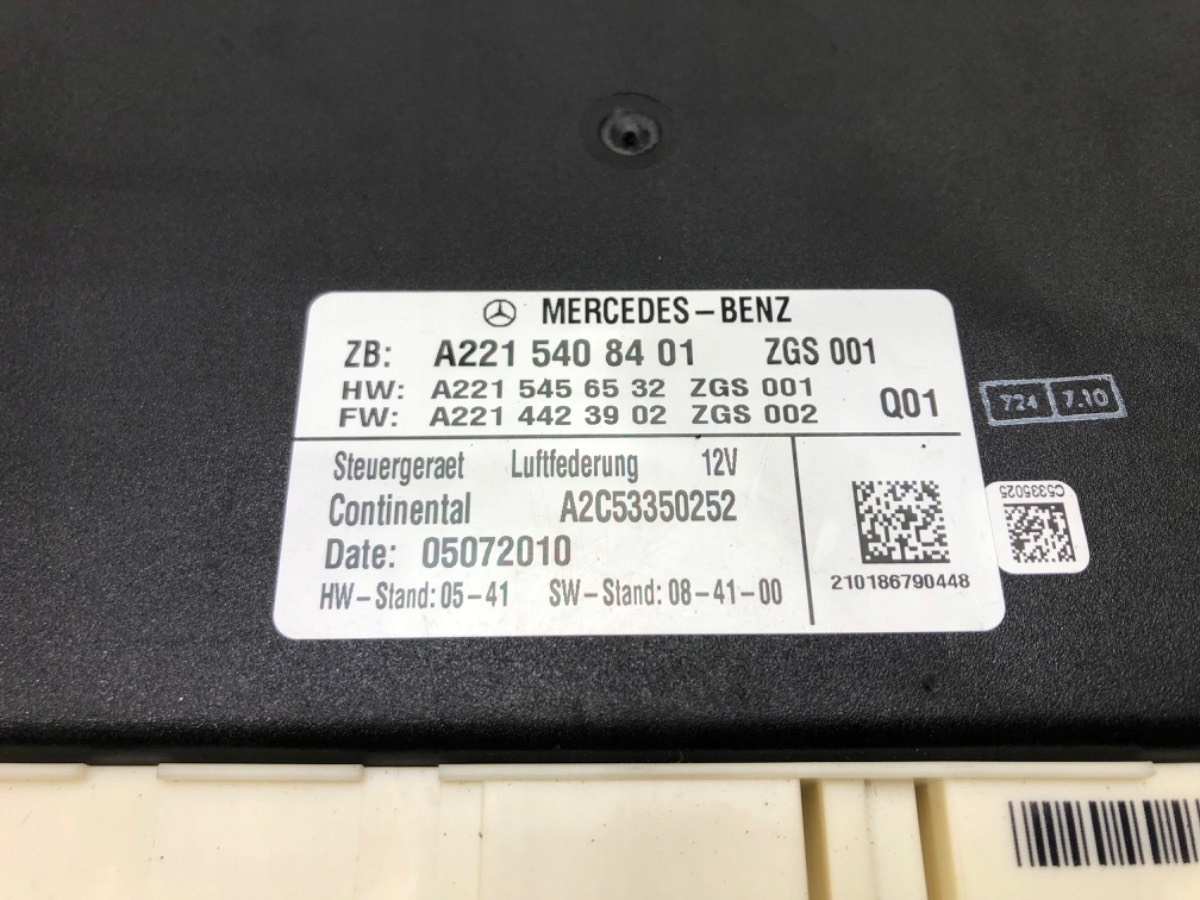 MERCEDES-BENZ
ZB: A221 540 84 01 ZGS 001
HW: A221 545 65 32 ZGS 001
FW: A221 442 39 02 ZGS 002
Q01
724 7.10
Steuergeraet Luftfederung 12V
Continental A2C53350252
Date: 05072010
HW-Stand: 05-41 SW-Stand: 08-41-00
210186790448
C5335025